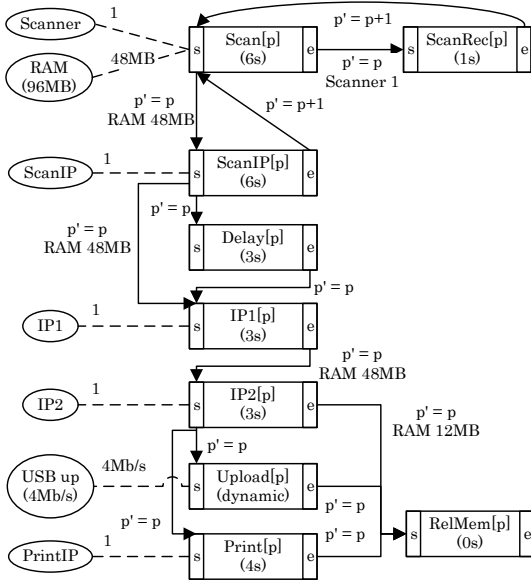 Scanner
1
p' = p+1
s
Scan[p]
(6s)
e
s
ScanRec[p]
(1s)
e
48MB
RAM
(96MB)
p' = p
Scanner 1
p' = p
RAM 48MB
p' = p+1
ScanIP
1
s
ScanIP[p]
(6s)
e
p' = p
p' = p
RAM 48MB
s
Delay[p]
(3s)
e
p' = p
IP1
1
s
IP1[p]
(3s)
e
p' = p
RAM 48MB
IP2
1
s
IP2[p]
(3s)
e
p' = p
RAM 12MB
p' = p
USB up
(4Mb/s)
4Mb/s
s
Upload[p]
(dynamic)
e
p' = p
p' = p
p' = p
s
RelMem[p]
(0s)
e
PrintIP
1
s
Print[p]
(4s)
e